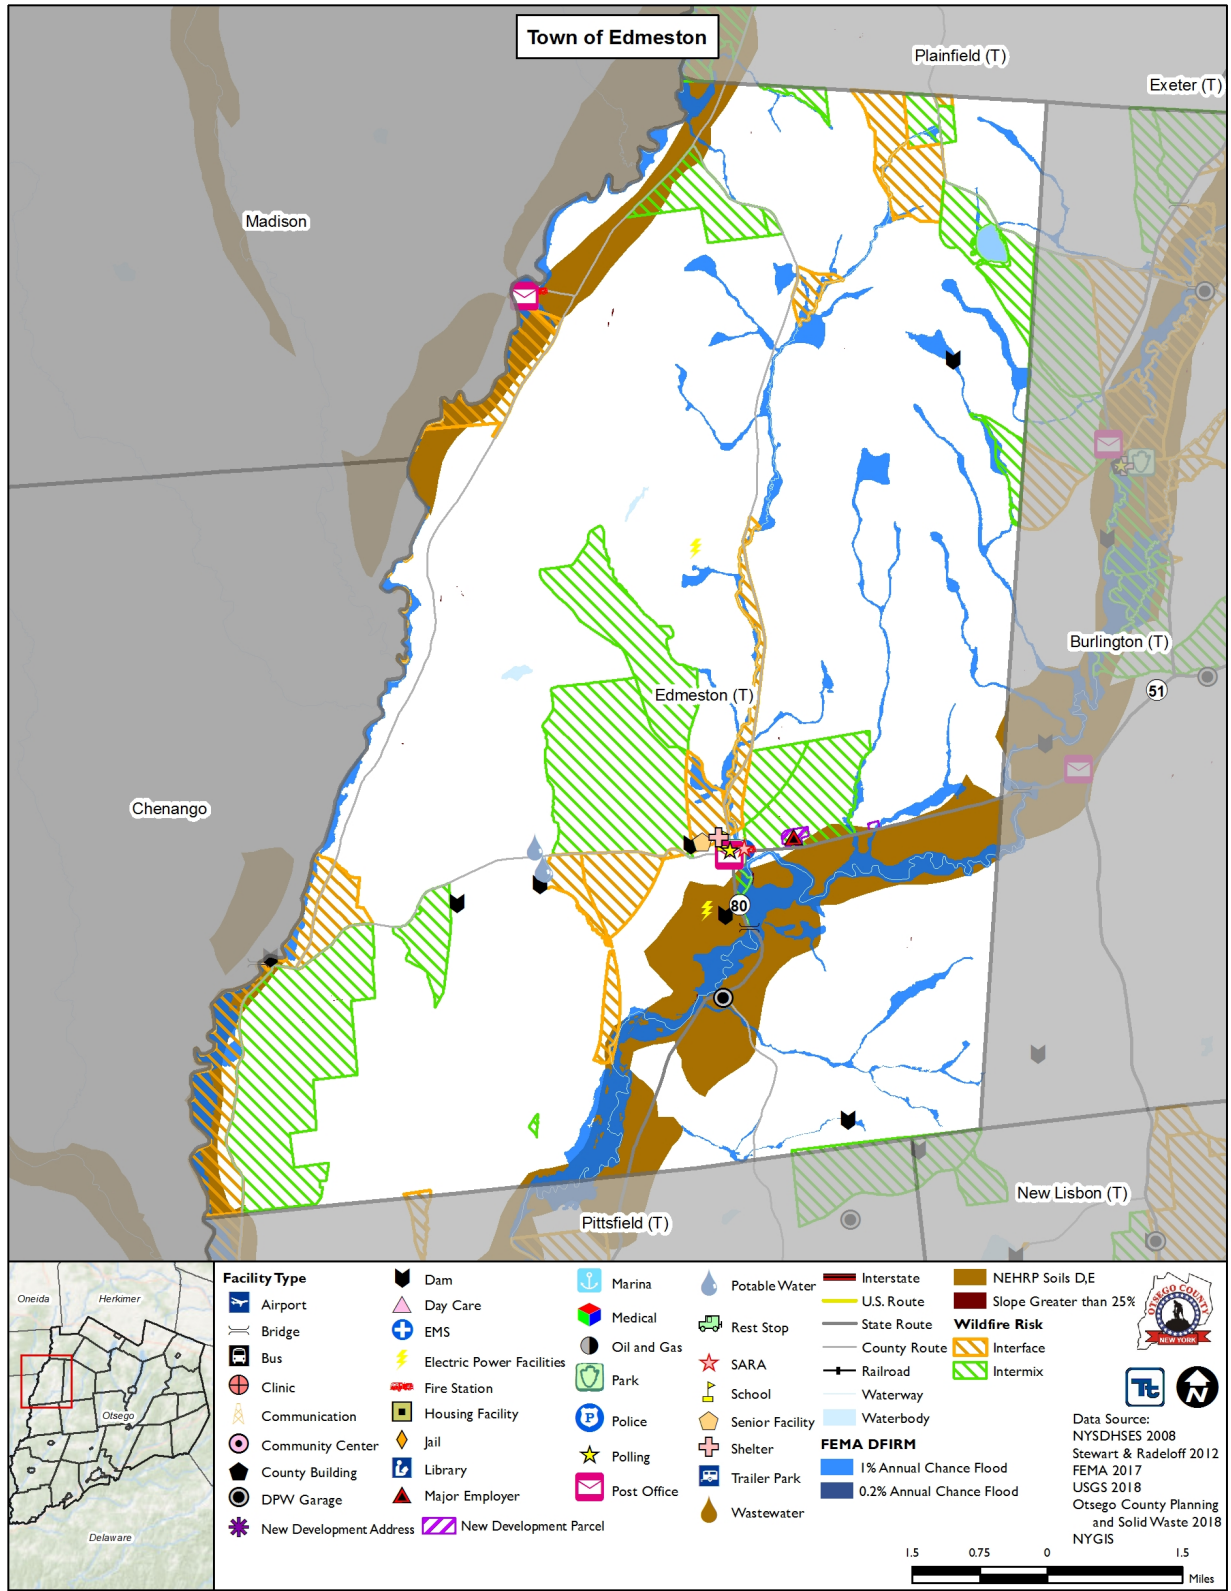 Town of Edmeston
Plainfield (T)
Exeter (T)
Madison
Burlington (T)
51
Edmeston (T)
Chenango
80
New Lisbon (T)
Pittsfield (T)
Oneida
Herkimer
Otsego
Delaware
Facility Type
Airport
Bridge
Bus
Clinic
Communication
Community Center
County Building
DPW Garage
New Development Address
Dam
Day Care
EMS
Electric Power Facilities
Fire Station
Housing Facility
Jail
Library
Major Employer
New Development Parcel
Marina
Medical
Oil and Gas
Park
Police
Polling
Post Office
Potable Water
Rest Stop
SARA
School
Senior Facility
Shelter
Trailer Park
Wastewater
Interstate
U.S. Route
State Route
County Route
Railroad
Waterway
Waterbody
FEMA DFIRM
1% Annual Chance Flood
0.2% Annual Chance Flood
NEHRP Soils D,E
Slope Greater than 25%
Wildfire Risk
Interface
Intermix
OTSEGO COUNTY
NEW YORK
Tt
N
Data Source:
NYSDHSES 2008
Stewart & Radeloff 2012
FEMA 2017
USGS 2018
Otsego County Planning
and Solid Waste 2018
NYGIS
1.5 0.75 0 1.5
Miles